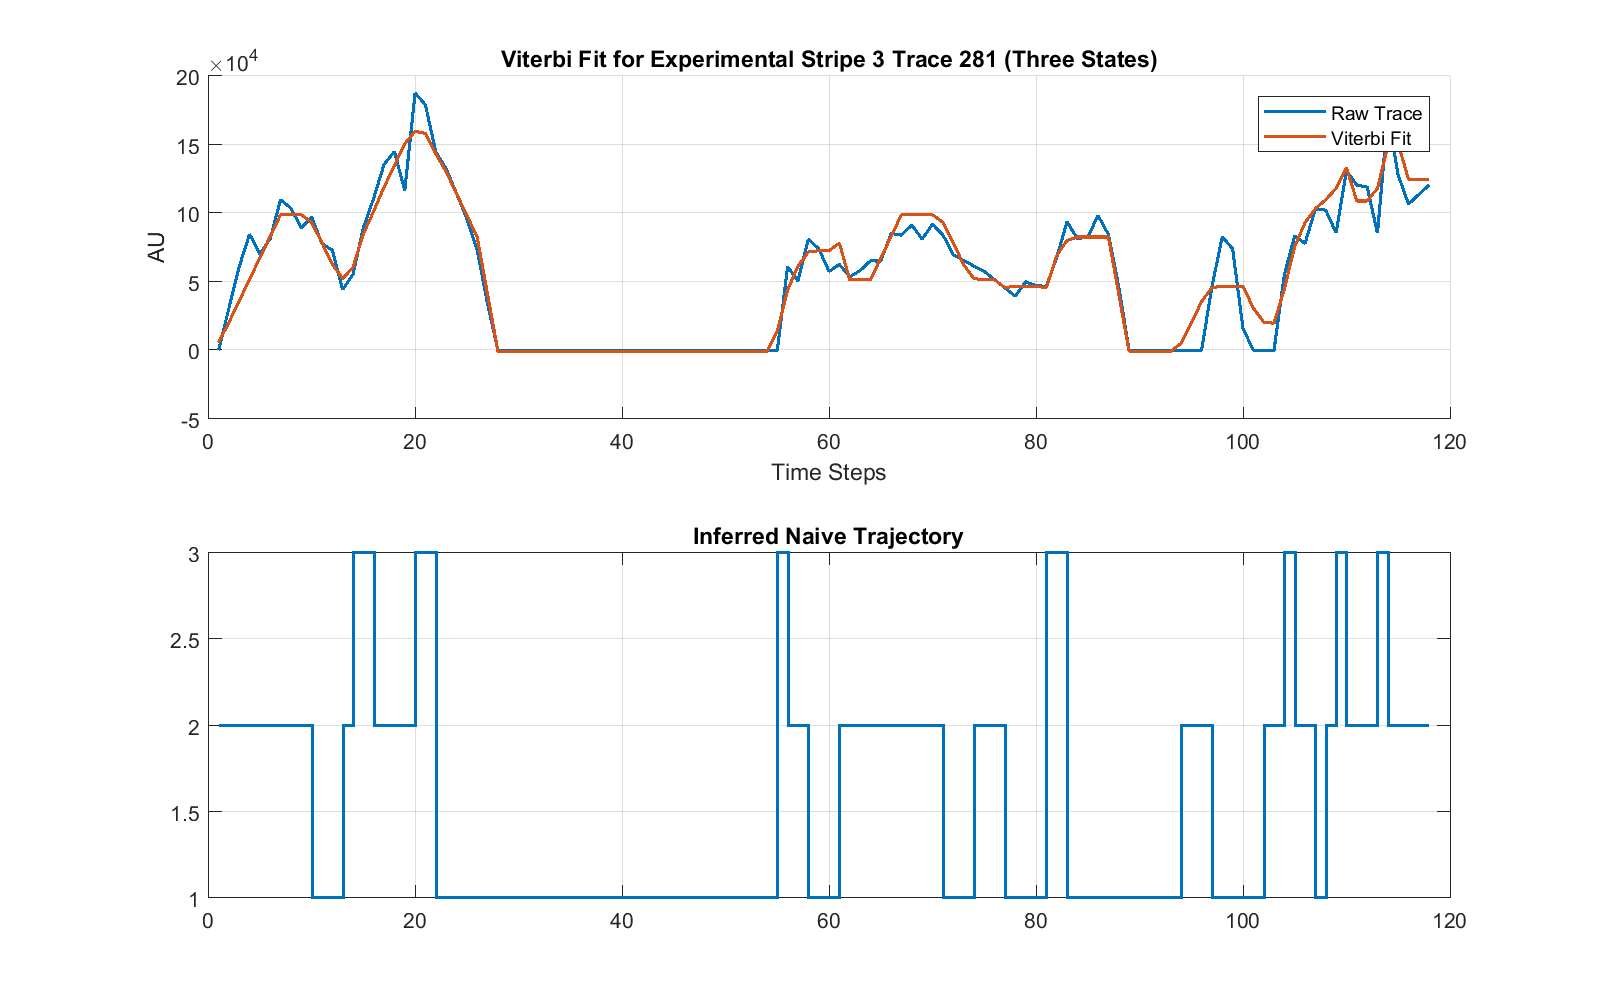 Viterbi Fit for Experimental Stripe 3 Trace 281 (Three States)
×10⁴
20
15
10
5
0
-5
AU
Raw Trace
Viterbi Fit
0 20 40 60 80 100 120
Time Steps
Inferred Naive Trajectory
3
2.5
2
1.5
1
0 20 40 60 80 100 120